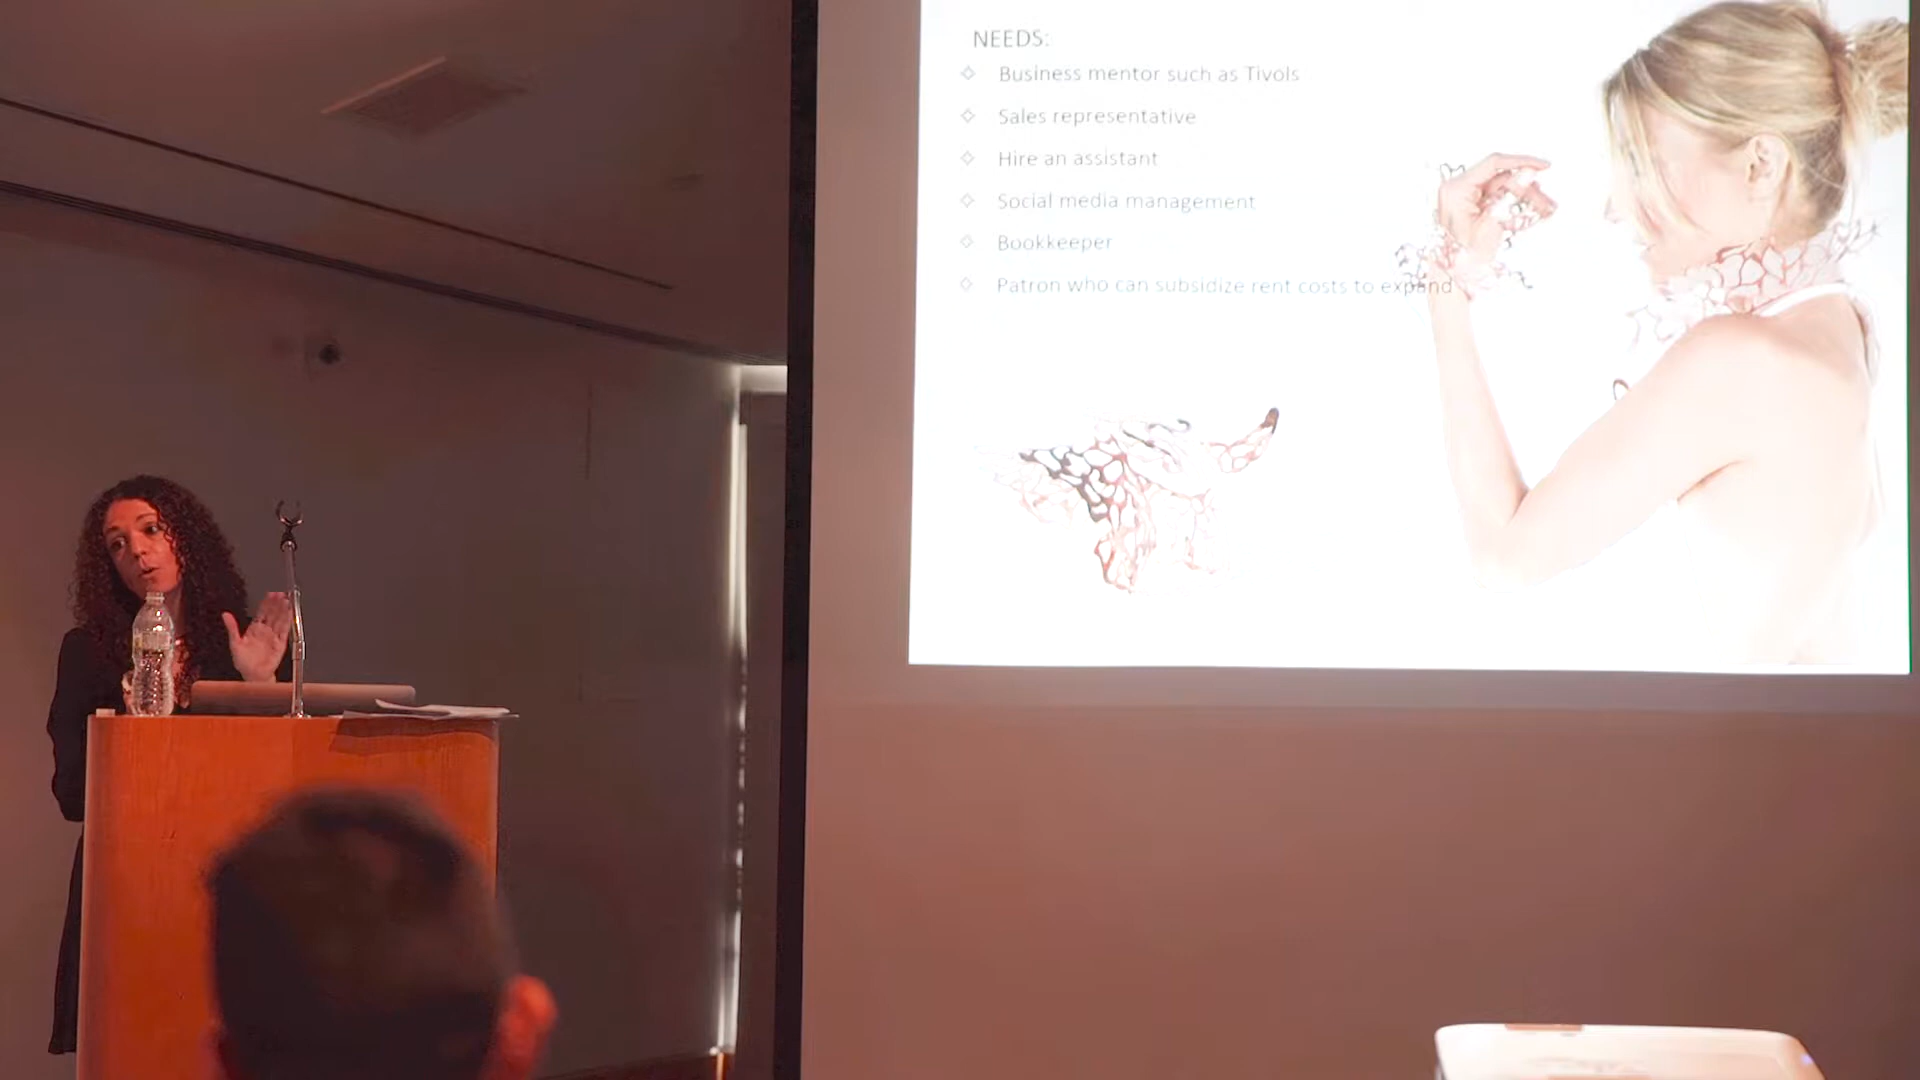 NEEDS:
Business mentor such as Tivols
Sales representative
Hire an assistant
Social media management
Bookkeeper
Patron who can subsidize rent costs to expand